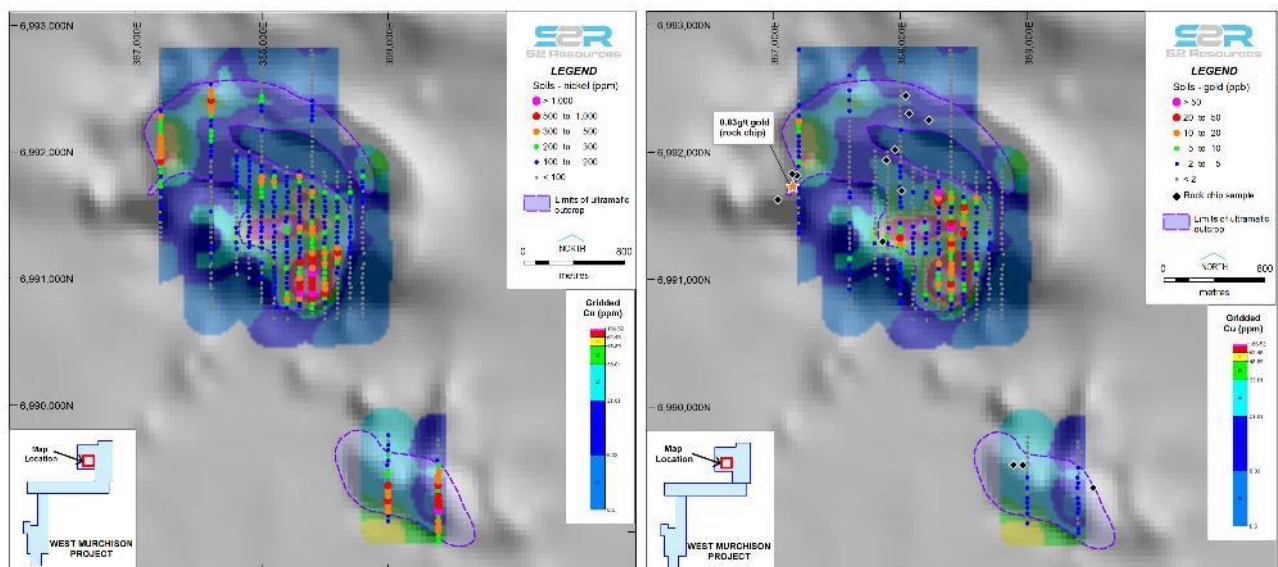 6,993,000N
6,992,000N
6,991,000N
6,990,000N
357,000E
358,000E
359,000E
S2R
S2 Resources
LEGEND
Soils - nickel (ppm)
> 1,000
500 to 1,000
300 to 500
200 to 300
100 to 200
< 100
Limits of ultramafic
outcrop
NORTH
0 800
metres
Gridded
Cu (ppm)
Map
Location
WEST MURCHISON
PROJECT
6,993,000N
6,992,000N
6,991,000N
6,990,000N
357,000E
358,000E
359,000E
0.83g/t gold
(rock chip)
S2R
S2 Resources
LEGEND
Soils - gold (ppb)
> 50
20 to 50
10 to 20
5 to 10
2 to 5
< 2
Rock chip sample
Limits of ultramafic
outcrop
NORTH
0 800
metres
Gridded
Cu (ppm)
Map
Location
WEST MURCHISON
PROJECT